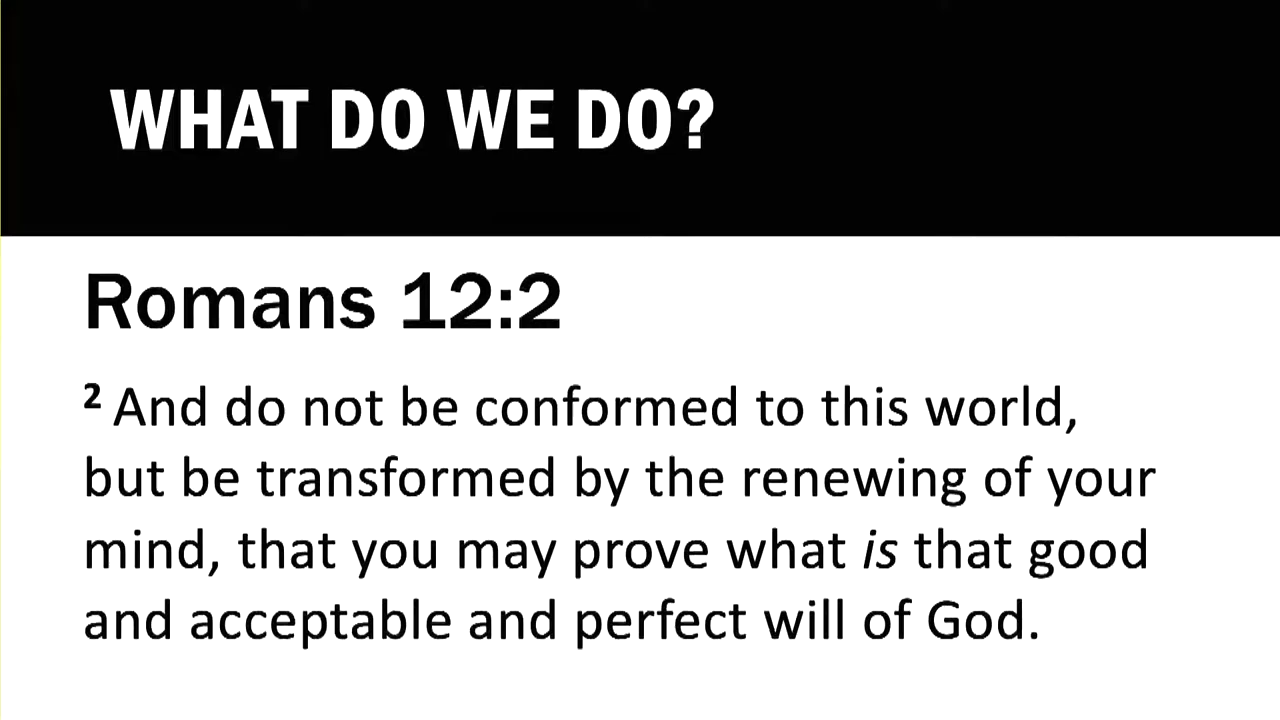 WHAT DO WE DO?
Romans 12:2
2 And do not be conformed to this world,
but be transformed by the renewing of your
mind, that you may prove what is that good
and acceptable and perfect will of God.